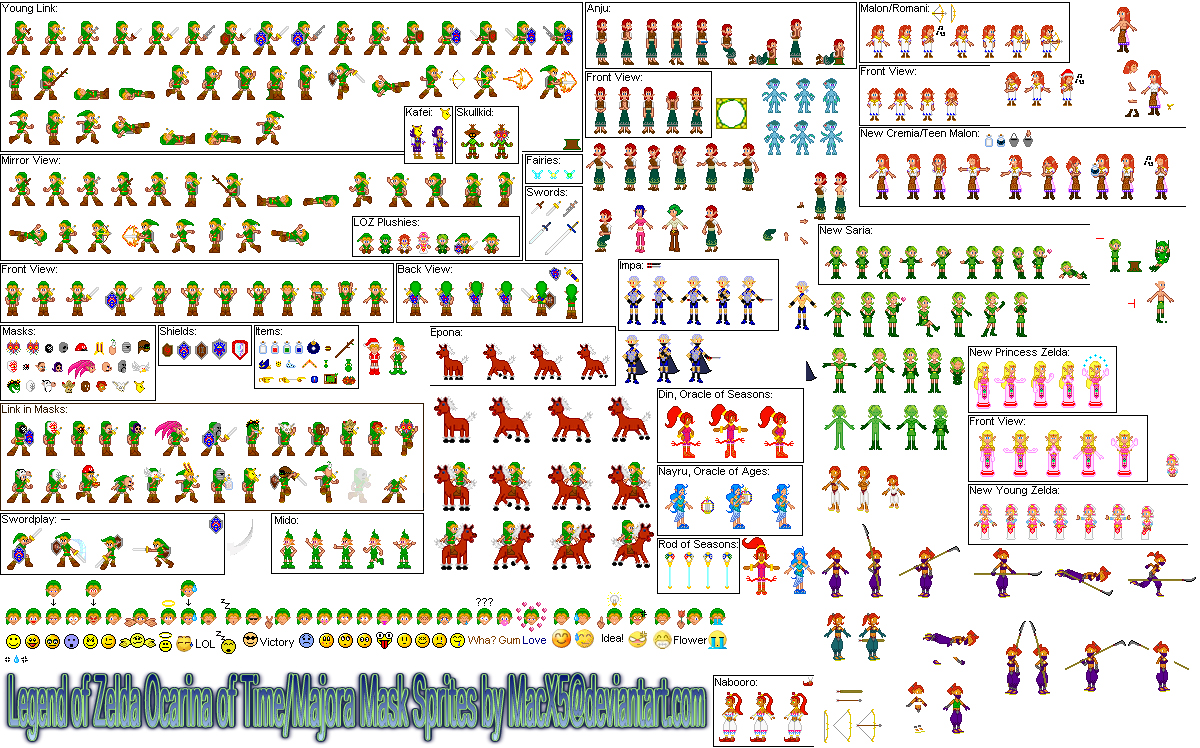 Young Link:
Anju:
Malon/Romani:
Front View:
Front View:
Kafei:
Skullkid:
New Cremia/Teen Malon:
Mirror View:
Fairies:
Swords:
LOZ Plushies:
New Saria:
Front View:
Back View:
Impa:
Masks:
Shields:
Items:
Epona:
New Princess Zelda:
Din, Oracle of Seasons:
Link in Masks:
Front View:
Nayru, Oracle of Ages:
New Young Zelda:
Swordplay:
Mido:
Rod of Seasons:
zZ
???
LOL
zZ
Victory
Wha?
Gum
Love
Idea!
Flower
Nabooro:
Legend of Zelda Ocarina of Time/Majora Mask Sprites by MacX5@deviantart.com